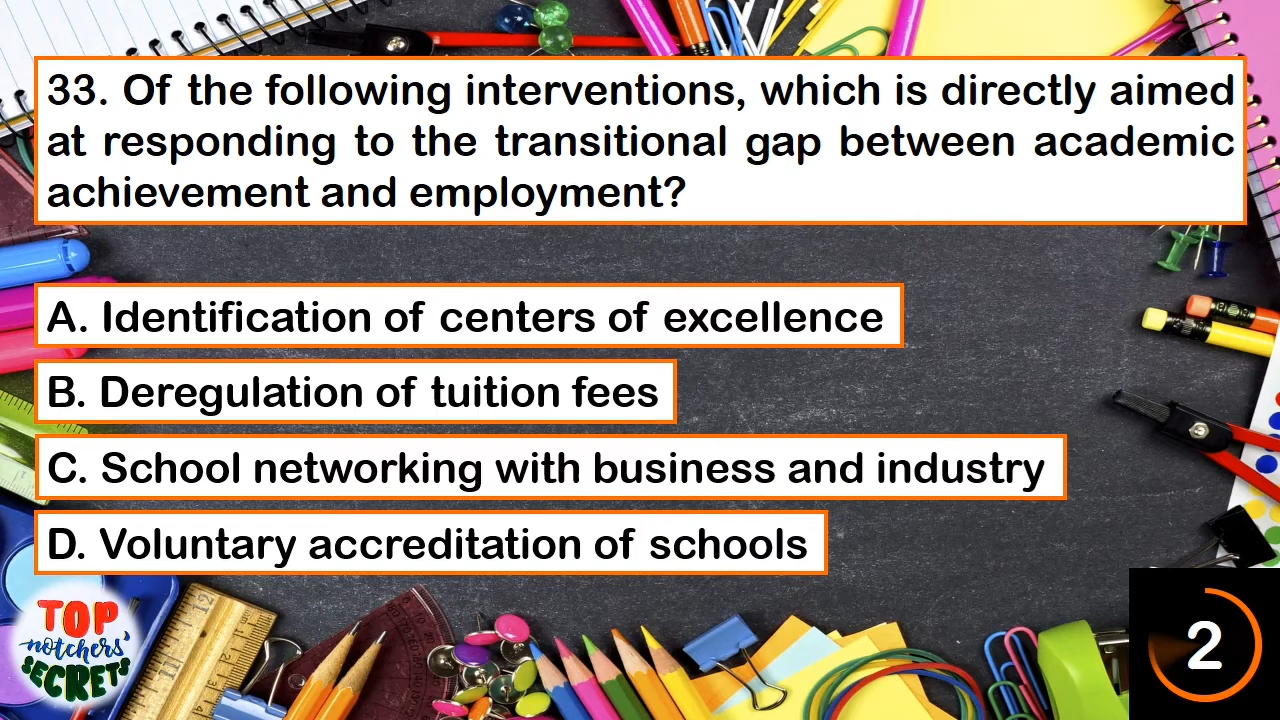 33. Of the following interventions, which is directly aimed
at responding to the transitional gap between academic
achievement and employment?
A. Identification of centers of excellence
B. Deregulation of tuition fees
C. School networking with business and industry
D. Voluntary accreditation of schools
TOP
notchers'
SECRETS
2
12
11